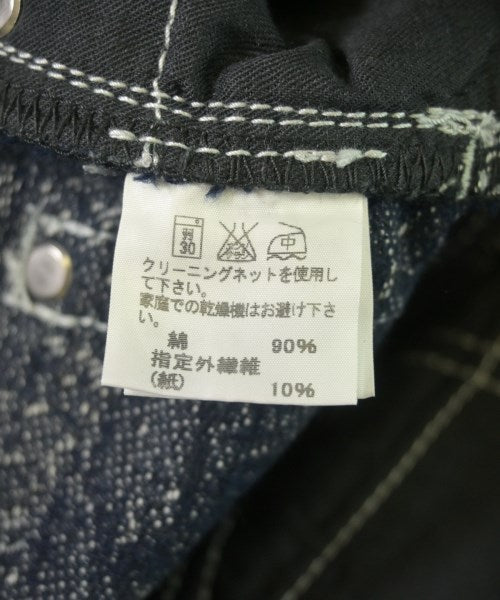 弱
30
中
クリーニングネットを使用し
て下さい。
家庭での乾燥機はお避け下さ
い。
綿 90%
指定外繊維
(紙) 10%